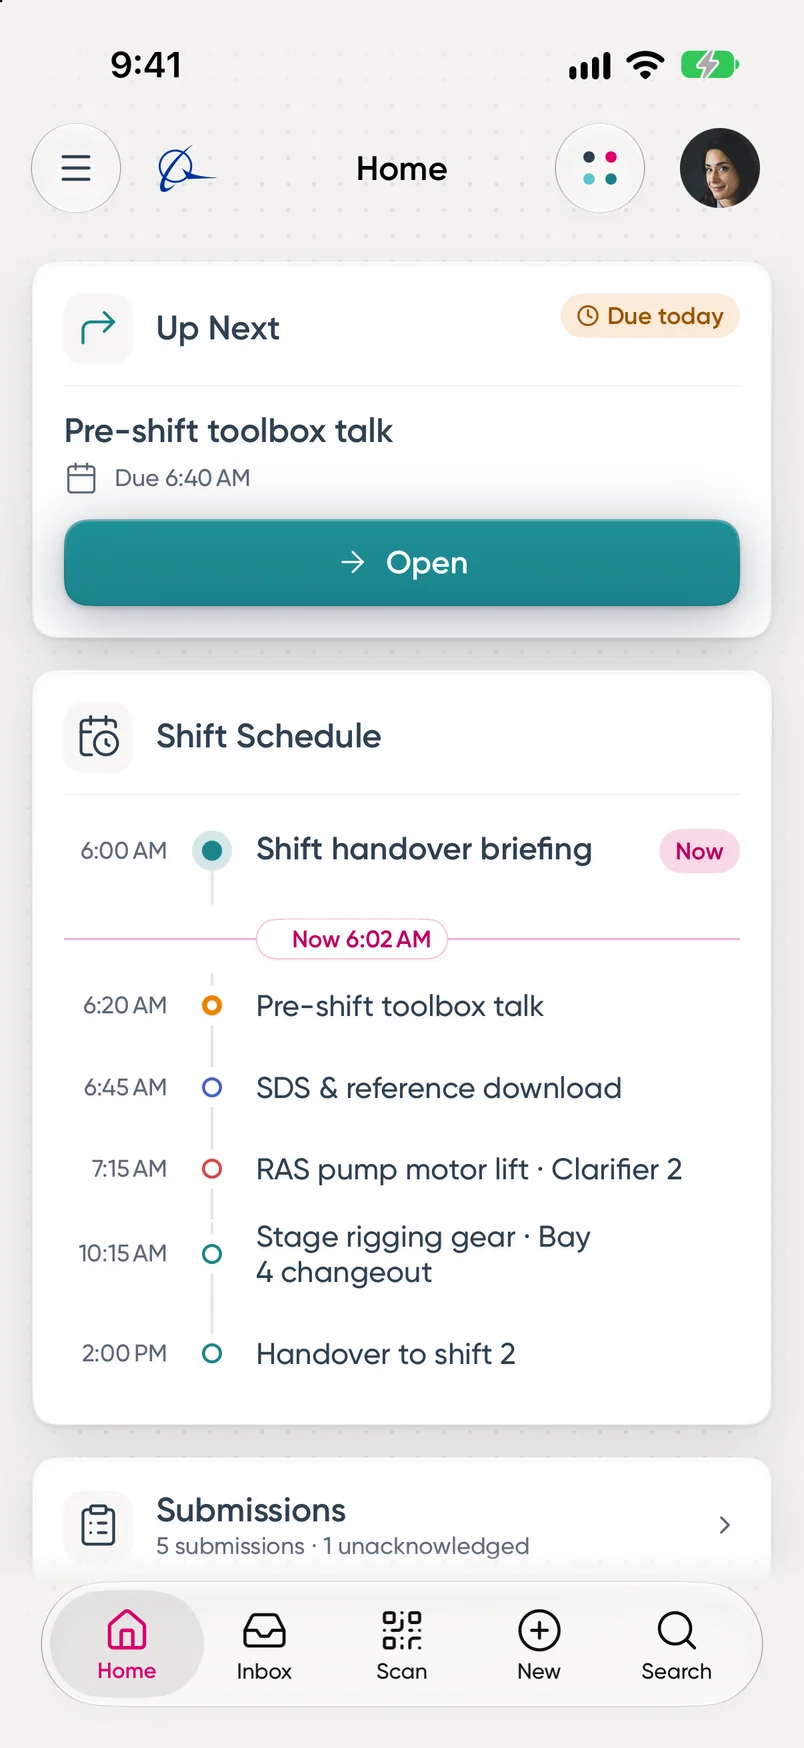 9:41
Home
Up Next
Due today
Pre-shift toolbox talk
Due 6:40 AM
Open
Shift Schedule
6:00 AM Shift handover briefing Now
Now 6:02 AM
6:20 AM Pre-shift toolbox talk
6:45 AM SDS & reference download
7:15 AM RAS pump motor lift · Clarifier 2
10:15 AM Stage rigging gear · Bay
4 changeout
2:00 PM Handover to shift 2
Submissions
5 submissions · 1 unacknowledged
Home Inbox Scan New Search